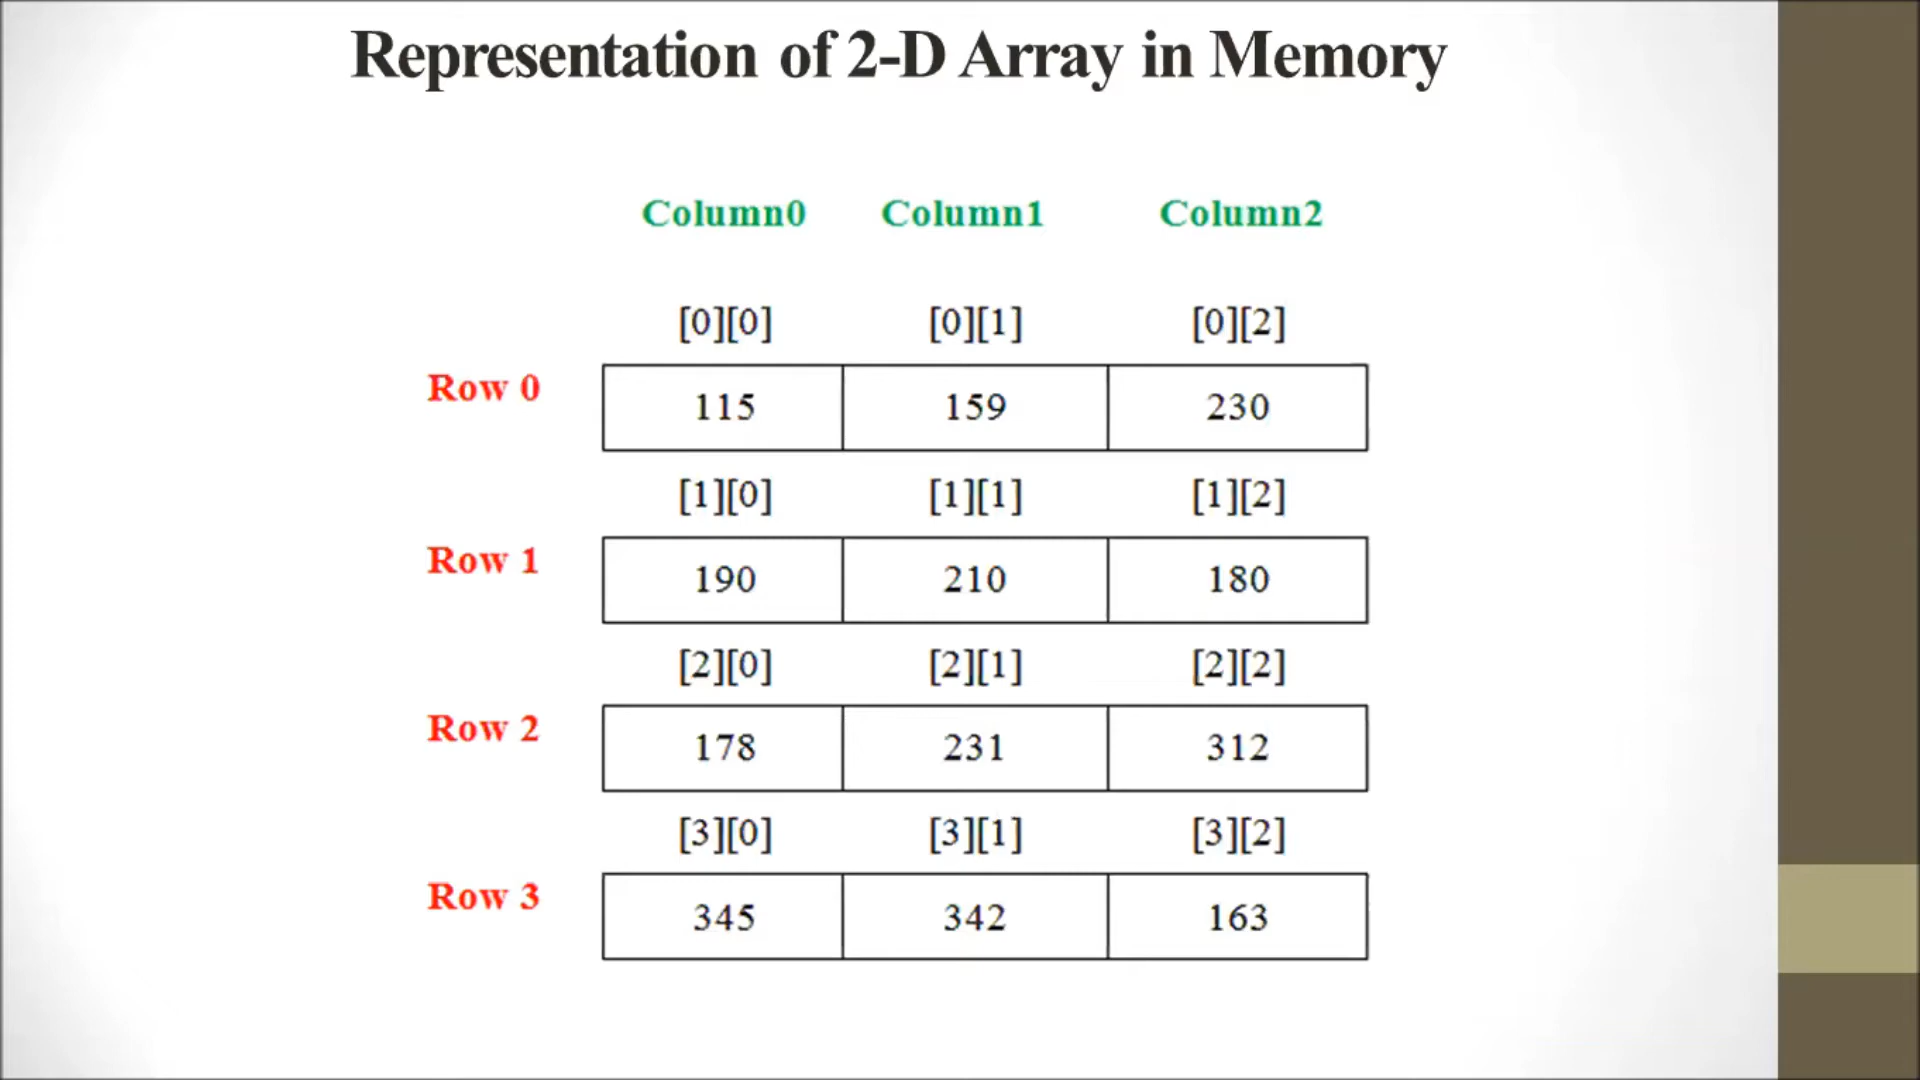 Representation of 2-D Array in Memory
Column0 Column1 Column2
[0][0] [0][1] [0][2]
Row 0 115 159 230
[1][0] [1][1] [1][2]
Row 1 190 210 180
[2][0] [2][1] [2][2]
Row 2 178 231 312
[3][0] [3][1] [3][2]
Row 3 345 342 163